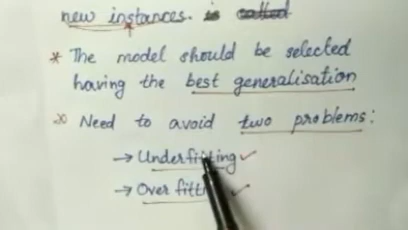 new instances. is called
* The model should be selected
having the best generalisation
* Need to avoid two problems:
→ Underfitting ✓
→ Over fitting ✓